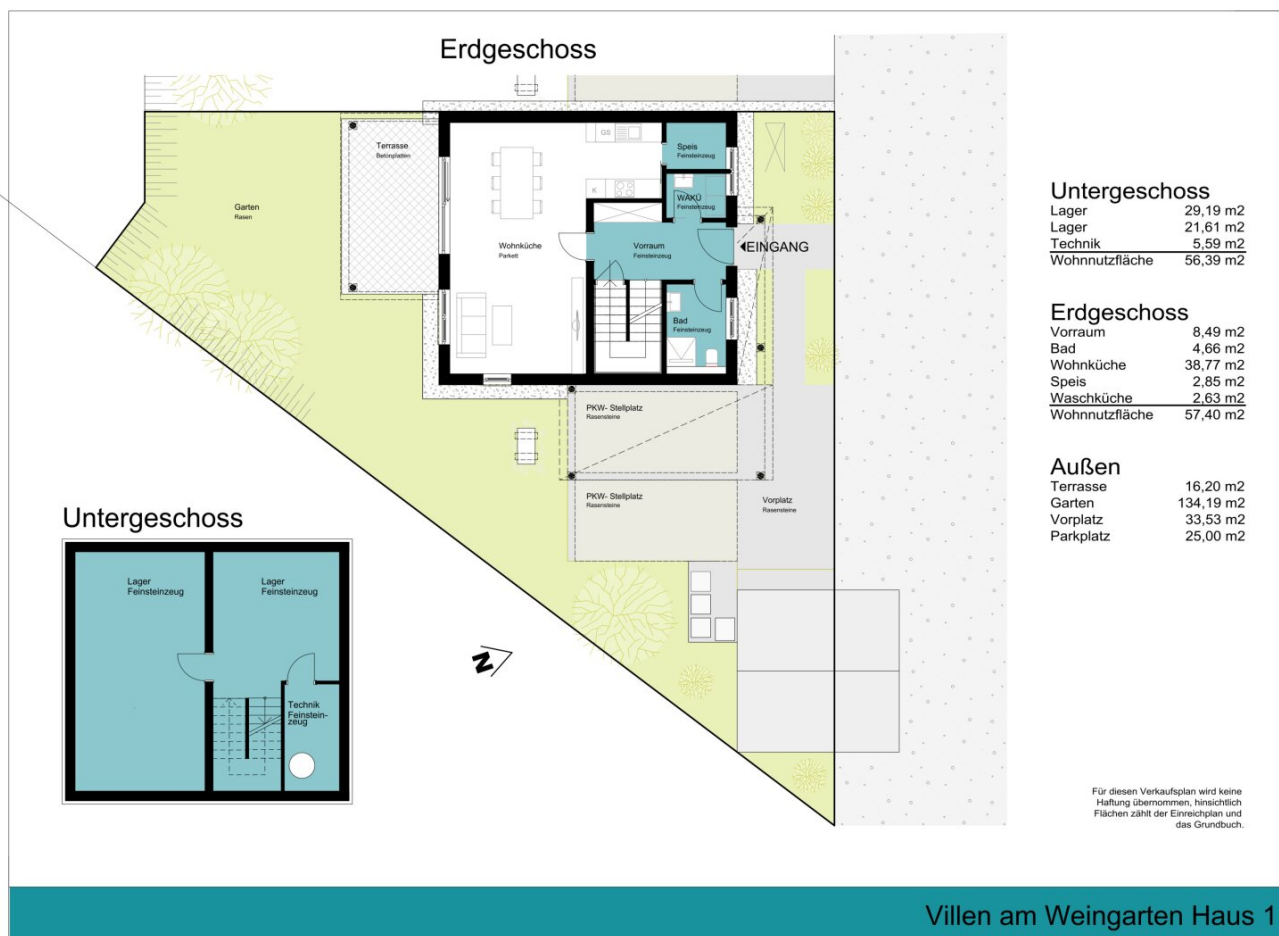 Erdgeschoss
Terrasse
Betonplatten
GS
Speis
Feinsteinzeug
K
WAKÜ
Feinsteinzeug
Garten
Rasen
Wohnküche
Parkett
Vorraum
Feinsteinzeug
EINGANG
Bad
Feinsteinzeug
PKW- Stellplatz
Rasensteine
PKW- Stellplatz
Rasensteine
Vorplatz
Rasensteine
N
Untergeschoss
Lager
Feinsteinzeug
Lager
Feinsteinzeug
Technik
Feinstein-
zeug
Untergeschoss
Lager 29,19 m2
Lager 21,61 m2
Technik 5,59 m2
Wohnnutzfläche 56,39 m2
Erdgeschoss
Vorraum 8,49 m2
Bad 4,66 m2
Wohnküche 38,77 m2
Speis 2,85 m2
Waschküche 2,63 m2
Wohnnutzfläche 57,40 m2
Außen
Terrasse 16,20 m2
Garten 134,19 m2
Vorplatz 33,53 m2
Parkplatz 25,00 m2
Für diesen Verkaufsplan wird keine
Haftung übernommen, hinsichtlich
Flächen zählt der Einreichplan und
das Grundbuch.
Villen am Weingarten Haus 1